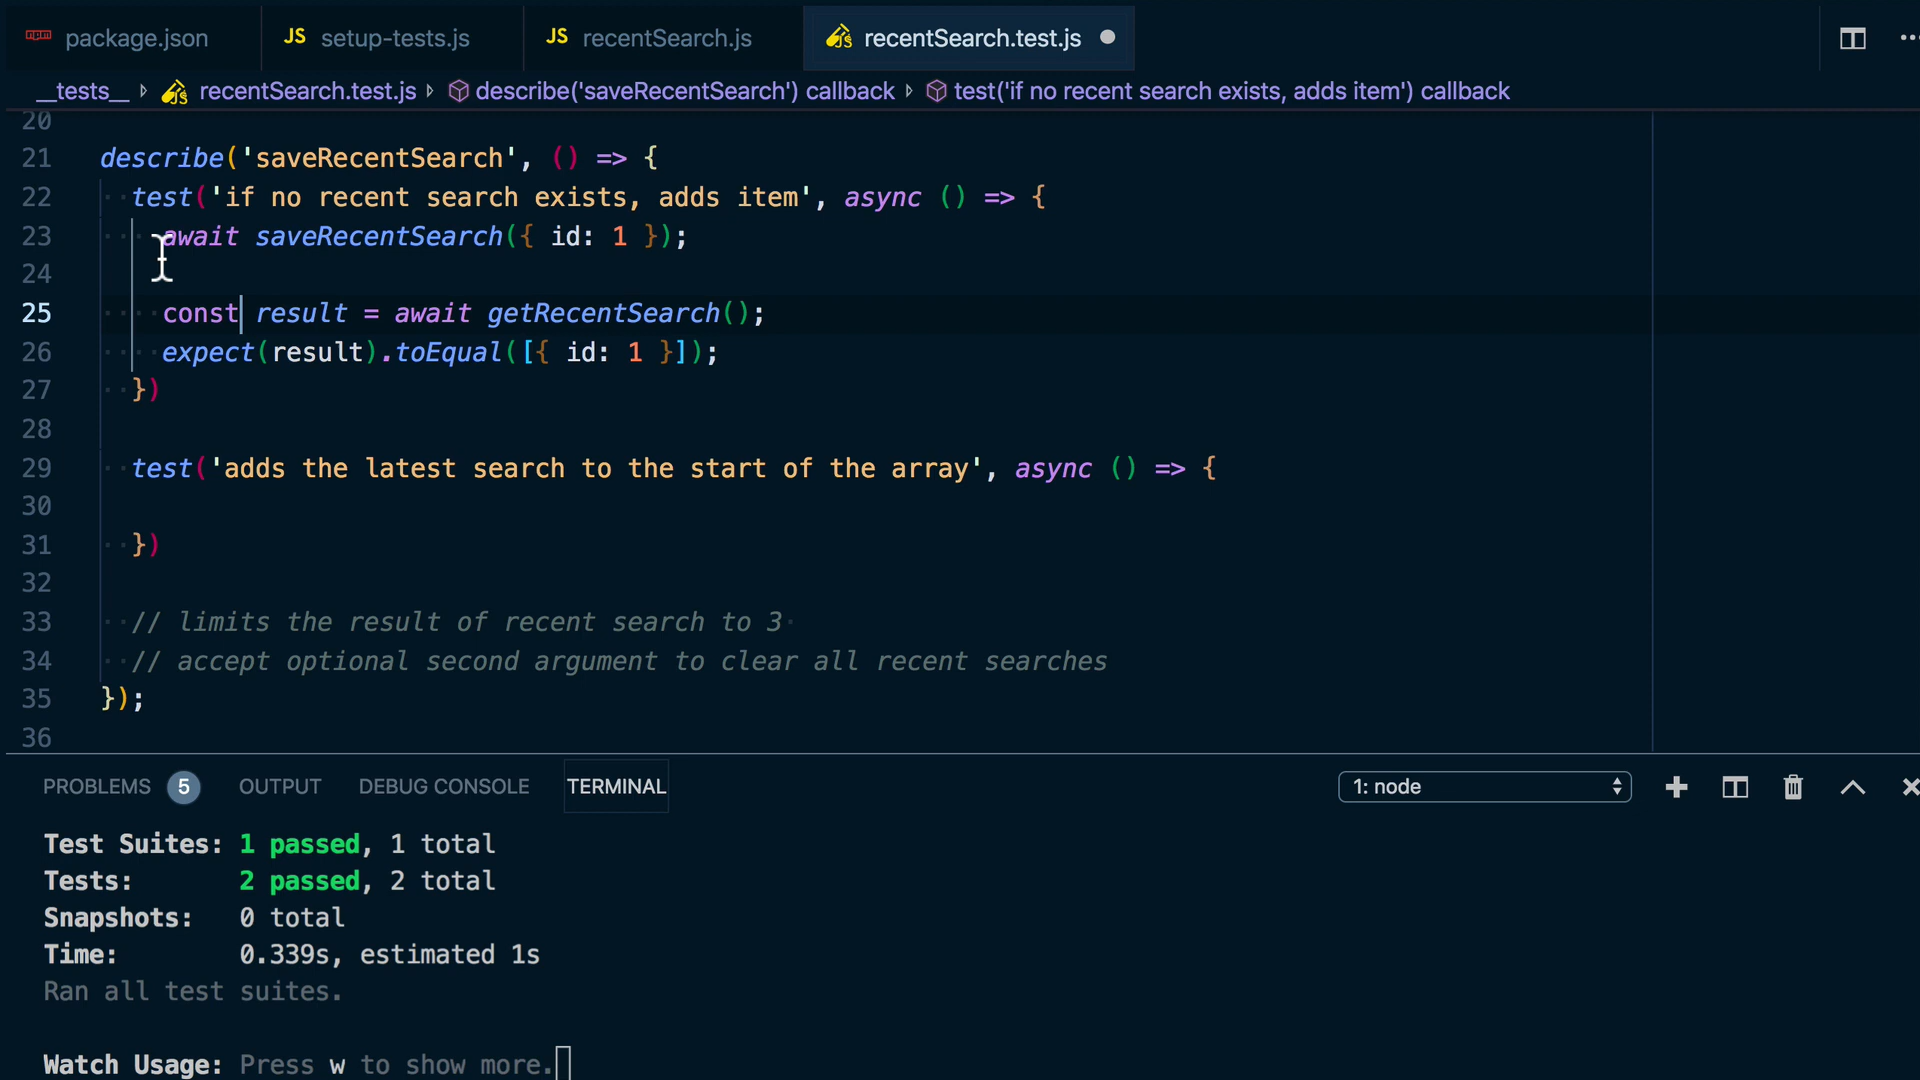 package.json JS setup-tests.js JS recentSearch.js recentSearch.test.js
__tests__ recentSearch.test.js describe('saveRecentSearch') callback test('if no recent search exists, adds item') callback
20
21 describe('saveRecentSearch', () => {
22 test('if no recent search exists, adds item', async () => {
23 await saveRecentSearch({ id: 1 });
24
25 const result = await getRecentSearch();
26 expect(result).toEqual([{ id: 1 }]);
27 })
28
29 test('adds the latest search to the start of the array', async () => {
30
31 })
32
33 // limits the result of recent search to 3
34 // accept optional second argument to clear all recent searches
35 });
36
PROBLEMS 5 OUTPUT DEBUG CONSOLE TERMINAL 1: node
Test Suites: 1 passed, 1 total
Tests: 2 passed, 2 total
Snapshots: 0 total
Time: 0.339s, estimated 1s
Ran all test suites.
Watch Usage: Press w to show more.